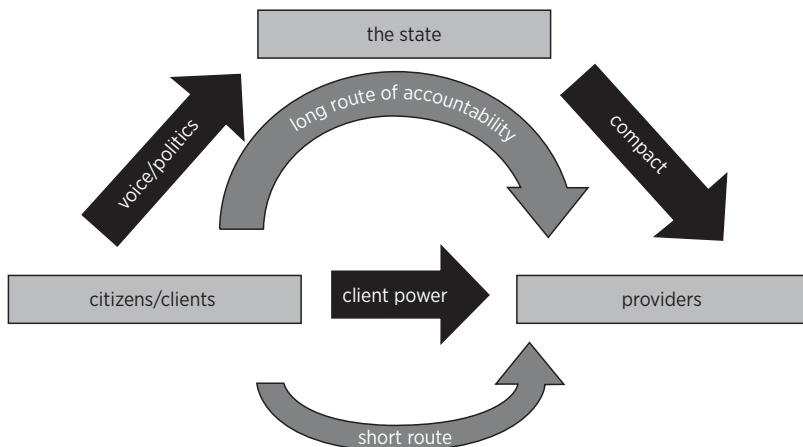 the state
long route of accountability
voice/politics
compact
citizens/clients
client power
providers
short route